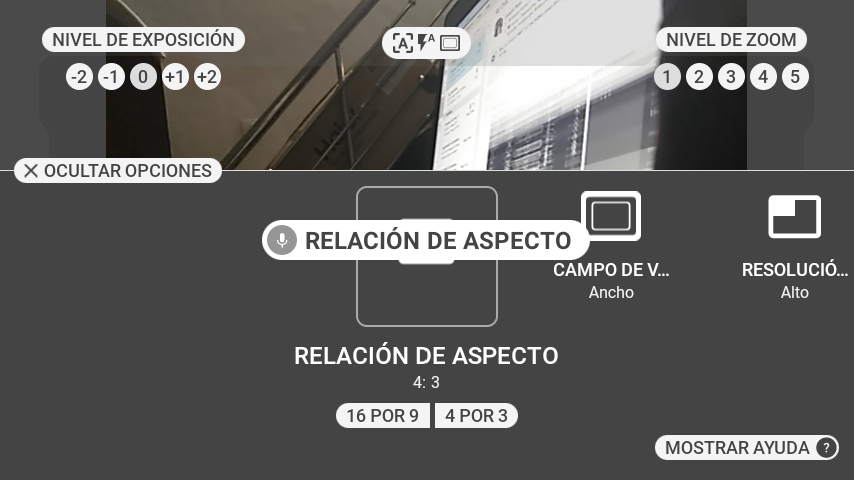 NIVEL DE EXPOSICIÓN
-2 -1 0 +1 +2
A A
NIVEL DE ZOOM
1 2 3 4 5
OCULTAR OPCIONES
RELACIÓN DE ASPECTO
CAMPO DE V...
Ancho
RESOLUCIÓ...
Alto
RELACIÓN DE ASPECTO
4: 3
16 POR 9
4 POR 3
MOSTRAR AYUDA ?